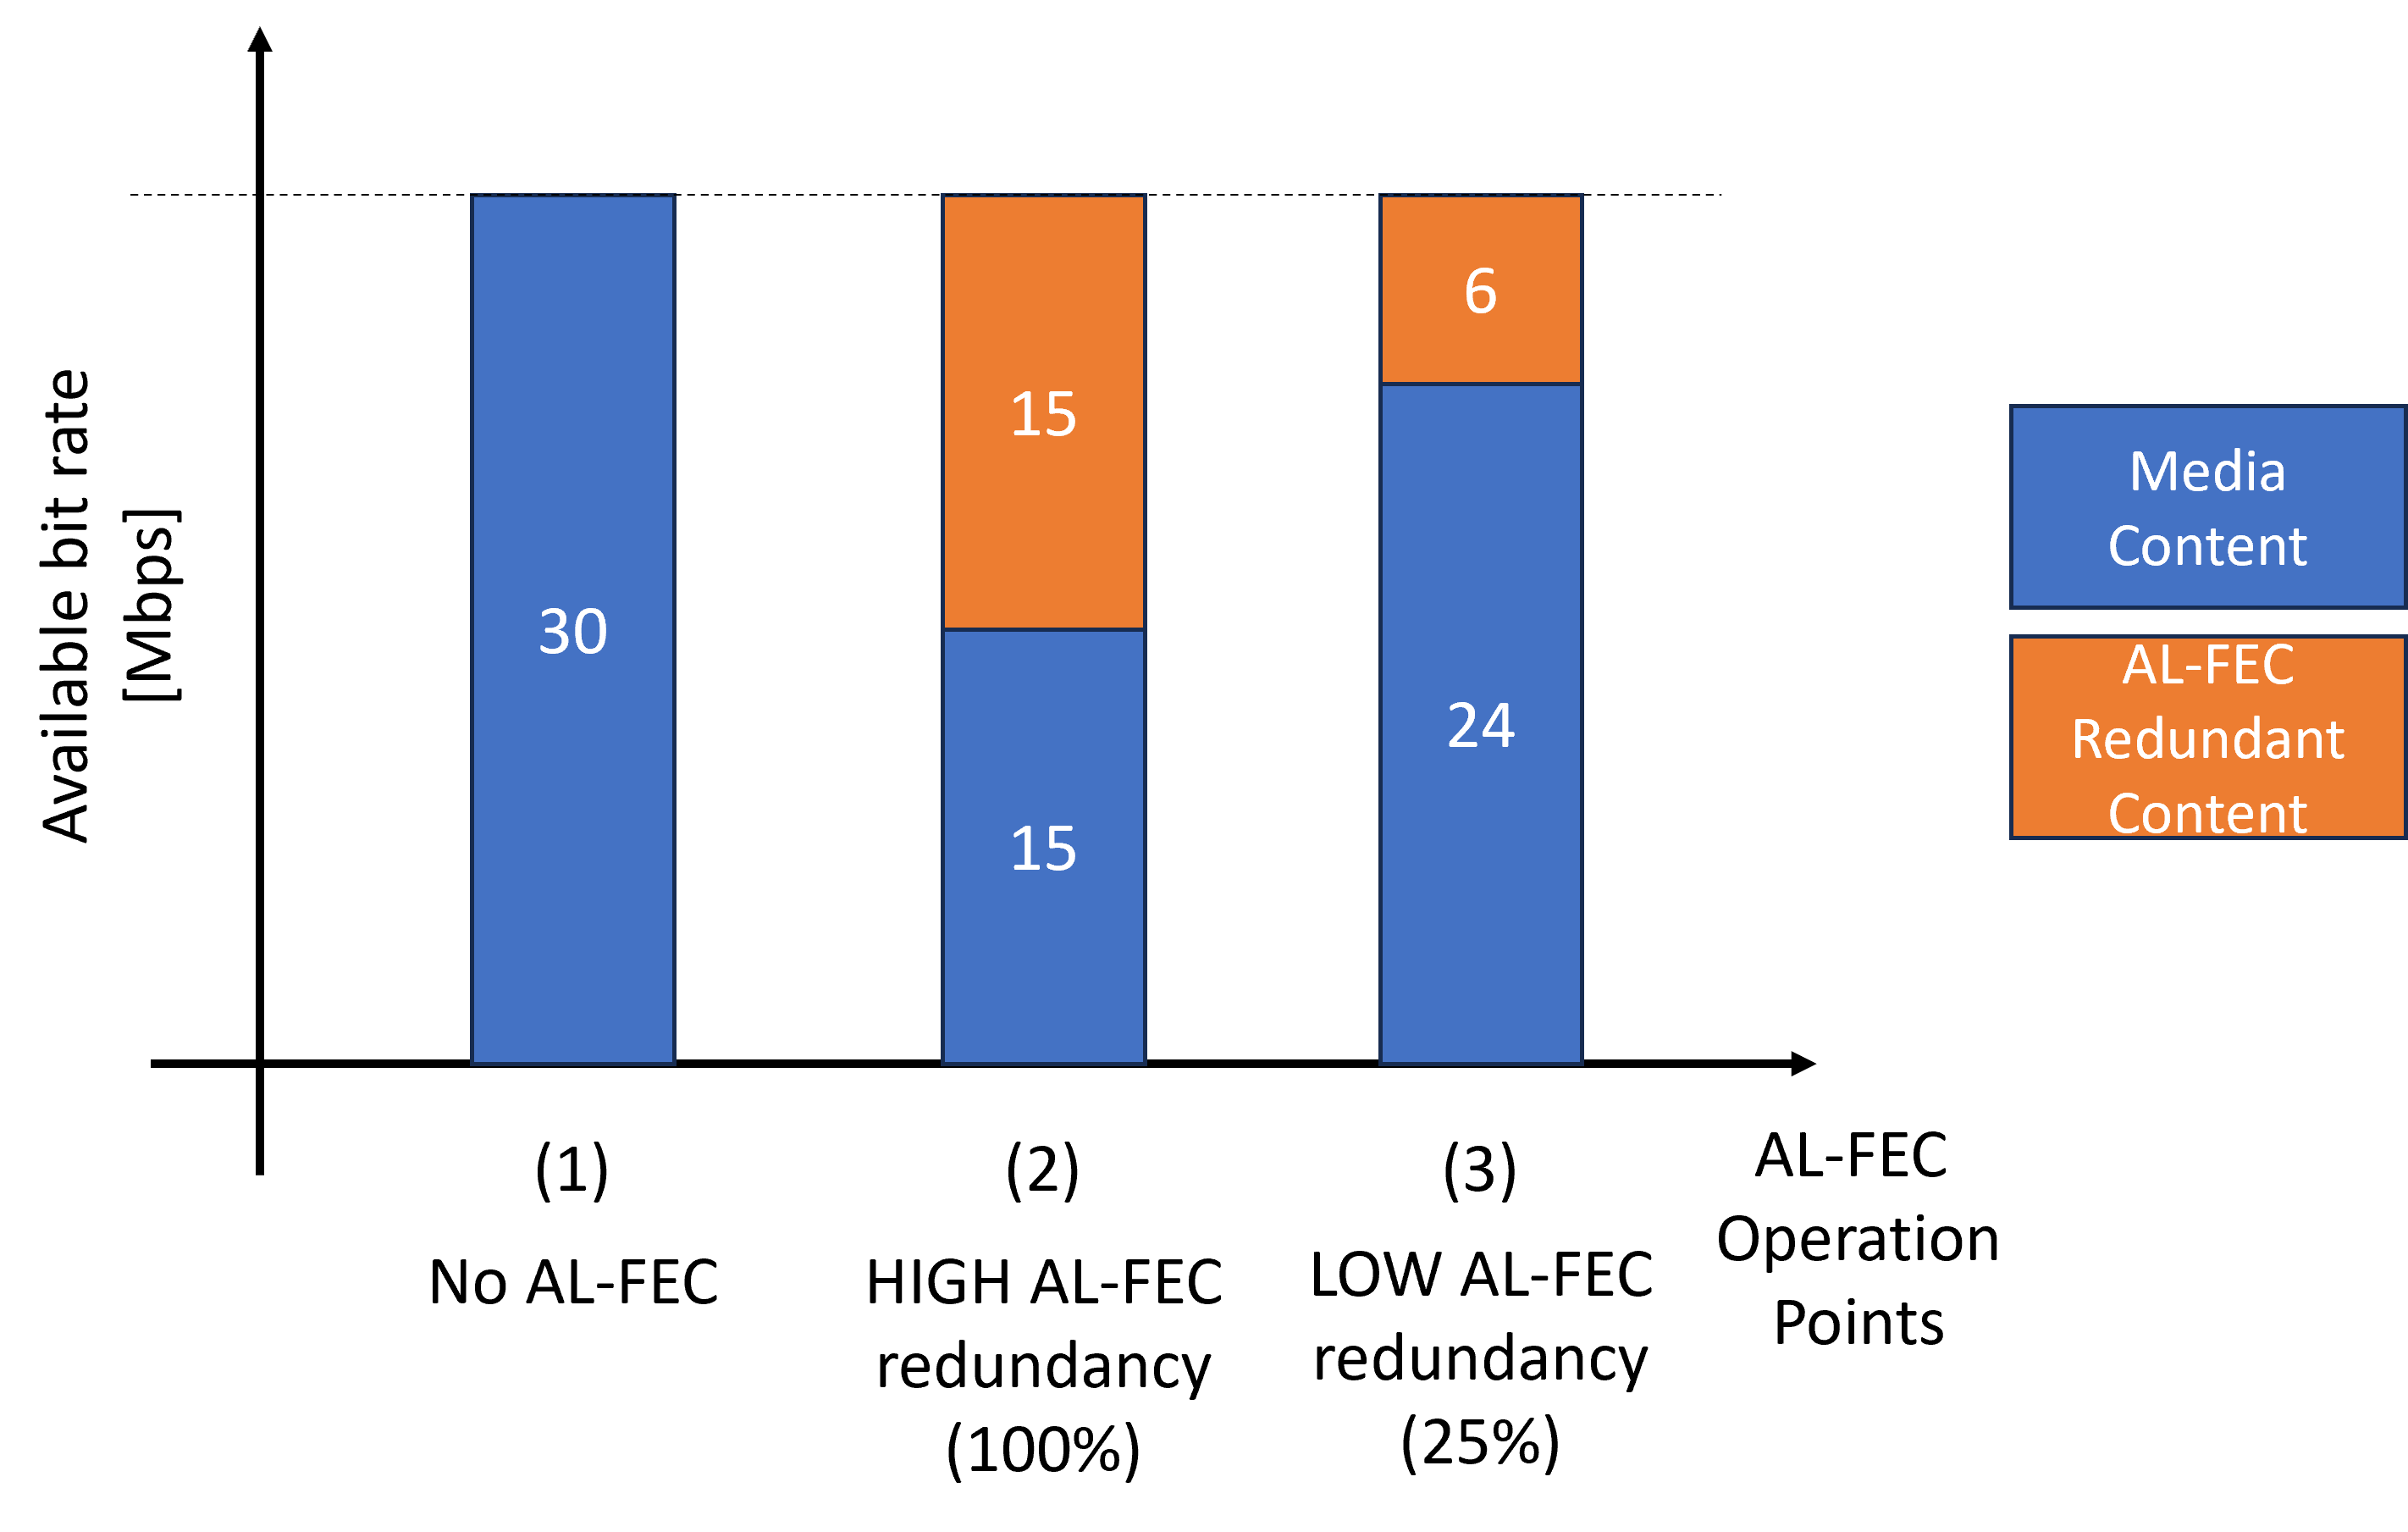 Available bit rate
[Mbps]
30
15
15
6
24
Media
Content
AL-FEC
Redundant
Content
(1)
No AL-FEC
(2)
HIGH AL-FEC
redundancy
(100%)
(3)
LOW AL-FEC
redundancy
(25%)
AL-FEC
Operation
Points